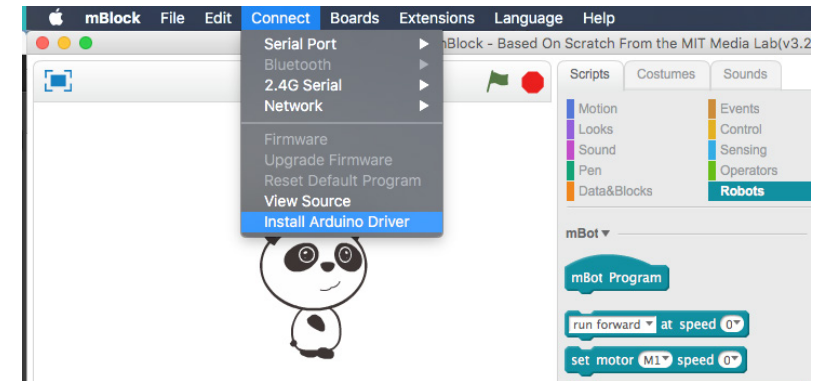 mBlock File Edit Connect Boards Extensions Language Help
Block - Based On Scratch From the MIT Media Lab(v3.2
Serial Port
Bluetooth
2.4G Serial
Network
Firmware
Upgrade Firmware
Reset Default Program
View Source
Install Arduino Driver
Scripts Costumes Sounds
Motion Events
Looks Control
Sound Sensing
Pen Operators
Data&Blocks Robots
mBot
mBot Program
run forward at speed 0
set motor M1 speed 0